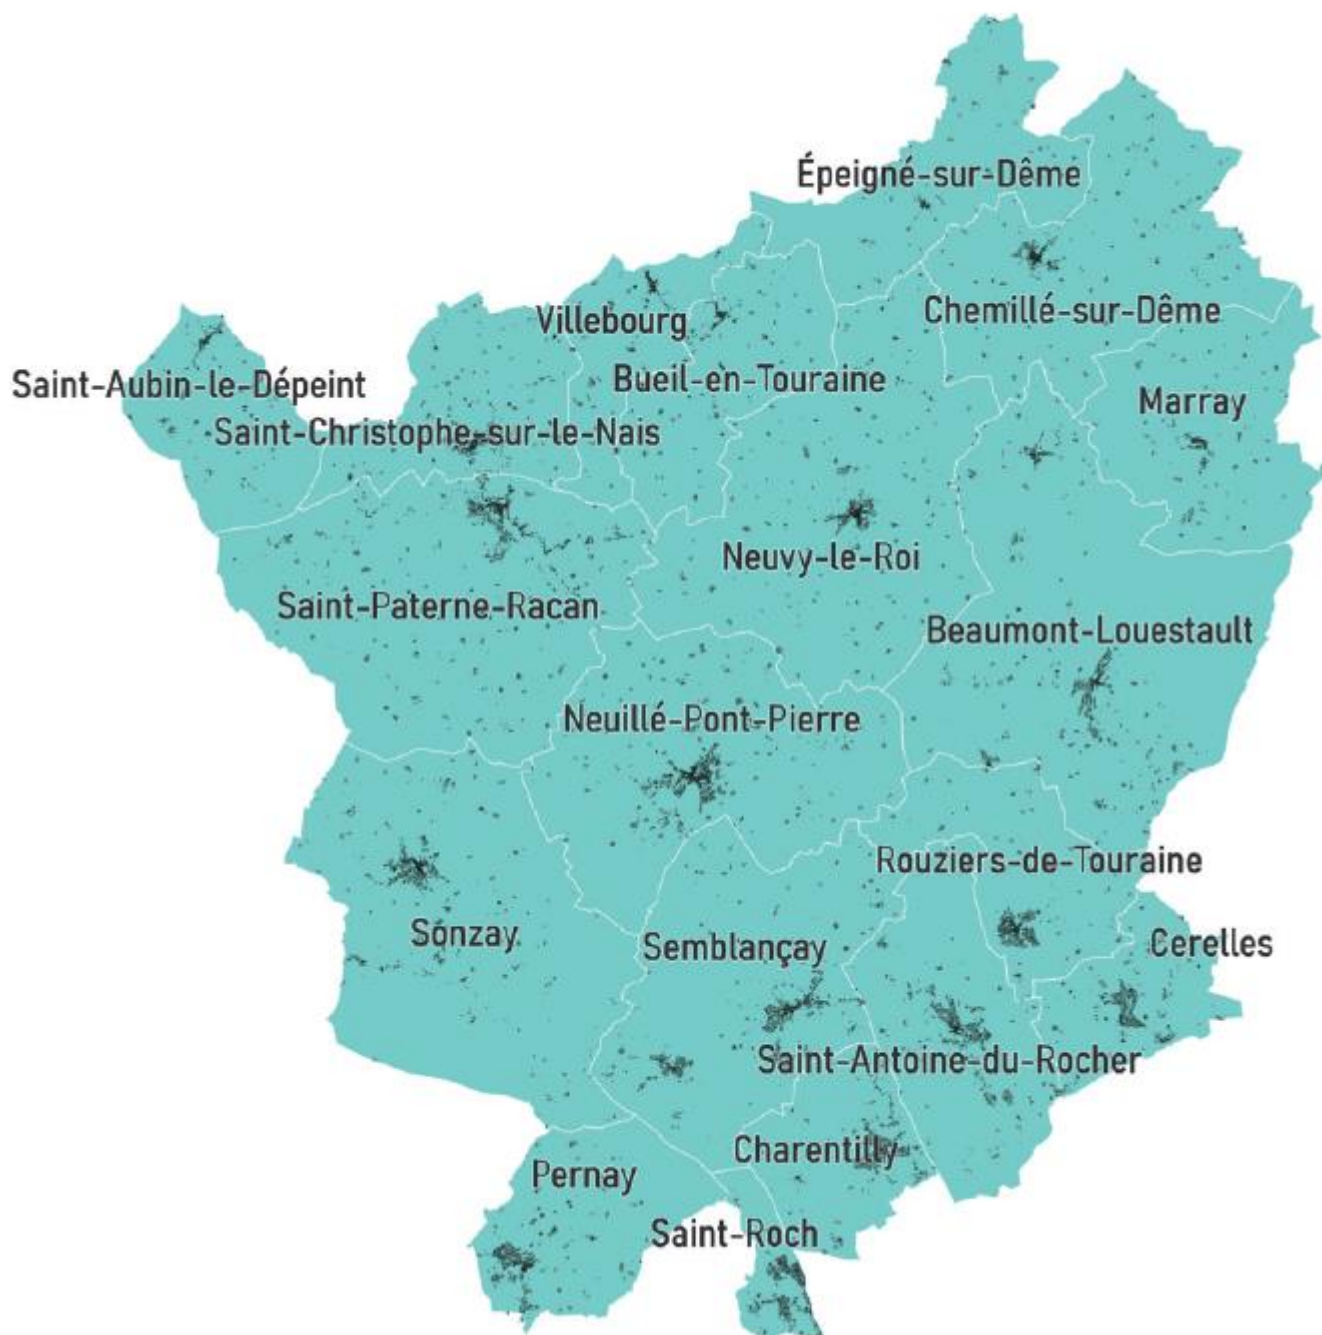 Épeigné-sur-Dême
Villebourg
Chemillé-sur-Dême
Saint-Aubin-le-Dépeint
Bueil-en-Touraine
Marray
Saint-Christophe-sur-le-Nais
Neuvy-le-Roi
Saint-Paterne-Racan
Beaumont-Louestault
Neuillé-Pont-Pierre
Rouziers-de-Touraine
Sonzay
Semblançay
Cerelles
Saint-Antoine-du-Rocher
Charentilly
Pernay
Saint-Roch